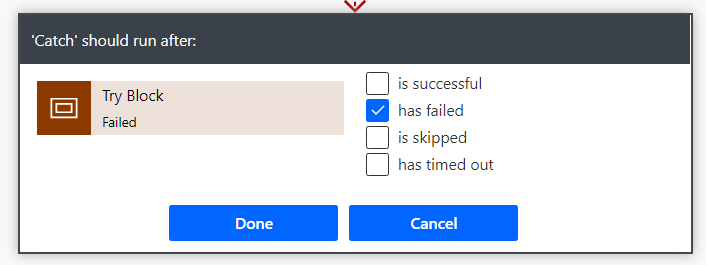 'Catch' should run after:
Try Block
Failed
is successful
has failed
is skipped
has timed out
Done
Cancel